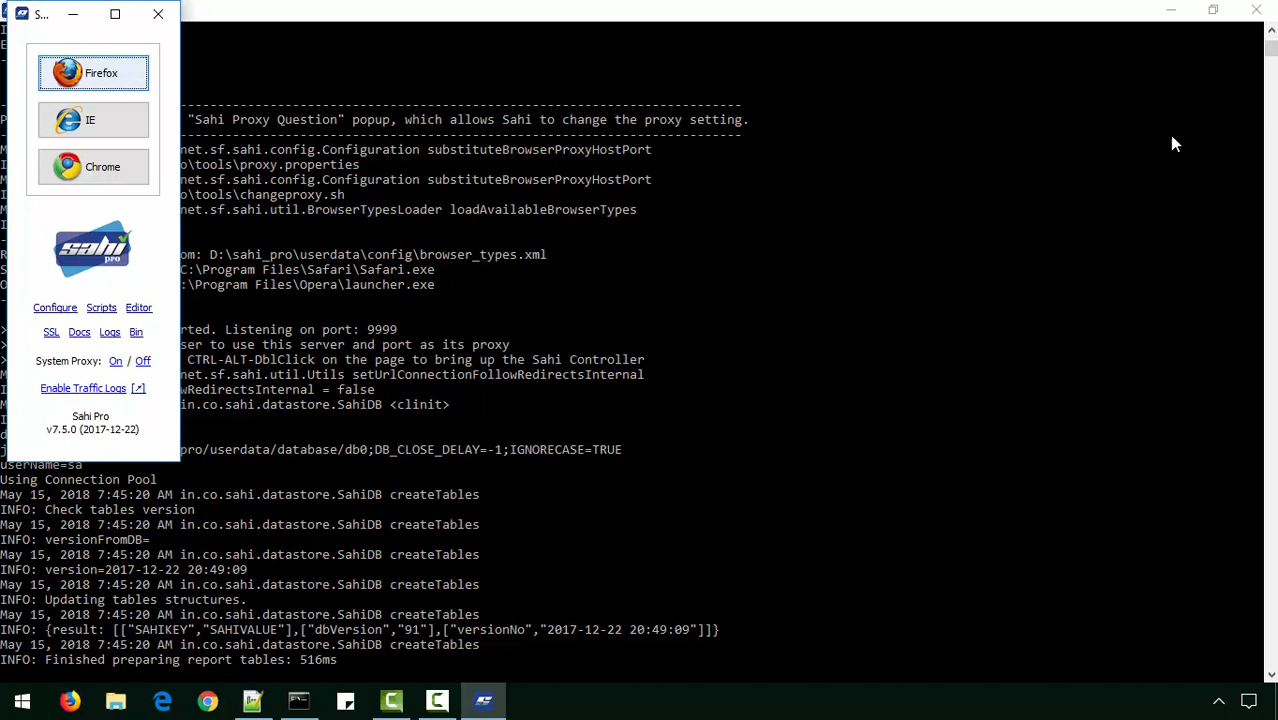 S...
Firefox
IE
Chrome
sahi
pro
Configure Scripts Editor
SSL Docs Logs Bin
System Proxy: On / Off
Enable Traffic Logs [↗]
Sahi Pro
v7.5.0 (2017-12-22)
--------------------------------------------------------------------------
"Sahi Proxy Question" popup, which allows Sahi to change the proxy setting.
--------------------------------------------------------------------------
net.sf.sahi.config.Configuration substituteBrowserProxyHostPort
o\tools\proxy.properties
net.sf.sahi.config.Configuration substituteBrowserProxyHostPort
o\tools\changeproxy.sh
net.sf.sahi.util.BrowserTypesLoader loadAvailableBrowserTypes
om: D:\sahi_pro\userdata\config\browser_types.xml
C:\Program Files\Safari\Safari.exe
:\Program Files\Opera\launcher.exe
rted. Listening on port: 9999
ser to use this server and port as its proxy
CTRL-ALT-DblClick on the page to bring up the Sahi Controller
net.sf.sahi.util.Utils setUrlConnectionFollowRedirectsInternal
owRedirectsInternal = false
in.co.sahi.datastore.SahiDB <clinit>
pro/userdata/database/db0;DB_CLOSE_DELAY=-1;IGNORECASE=TRUE
userName=sa
Using Connection Pool
May 15, 2018 7:45:20 AM in.co.sahi.datastore.SahiDB createTables
INFO: Check tables version
May 15, 2018 7:45:20 AM in.co.sahi.datastore.SahiDB createTables
INFO: versionFromDB=
May 15, 2018 7:45:20 AM in.co.sahi.datastore.SahiDB createTables
INFO: version=2017-12-22 20:49:09
May 15, 2018 7:45:20 AM in.co.sahi.datastore.SahiDB createTables
INFO: Updating tables structures.
May 15, 2018 7:45:20 AM in.co.sahi.datastore.SahiDB createTables
INFO: {result: [["SAHIKEY","SAHIVALUE"],["dbVersion","91"],["versionNo","2017-12-22 20:49:09"]]}
May 15, 2018 7:45:20 AM in.co.sahi.datastore.SahiDB createTables
INFO: Finished preparing report tables: 516ms